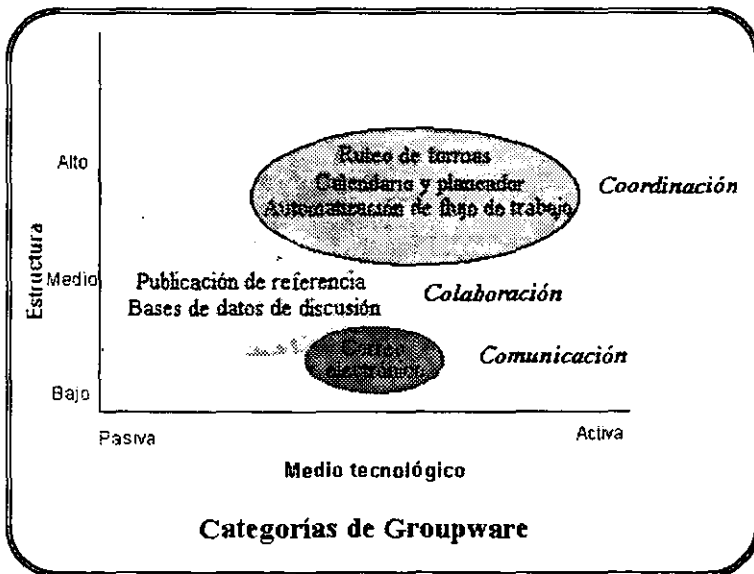 Alto
Ruteo de formas
Calendario y planeador
Automatización de flujo de trabajo
Coordinación
Estructura
Medio
Publicación de referencia
Bases de datos de discusión
Colaboración
Correo
electrónico
Comunicación
Bajo
Pasiva
Activa
Medio tecnológico
Categorías de Groupware